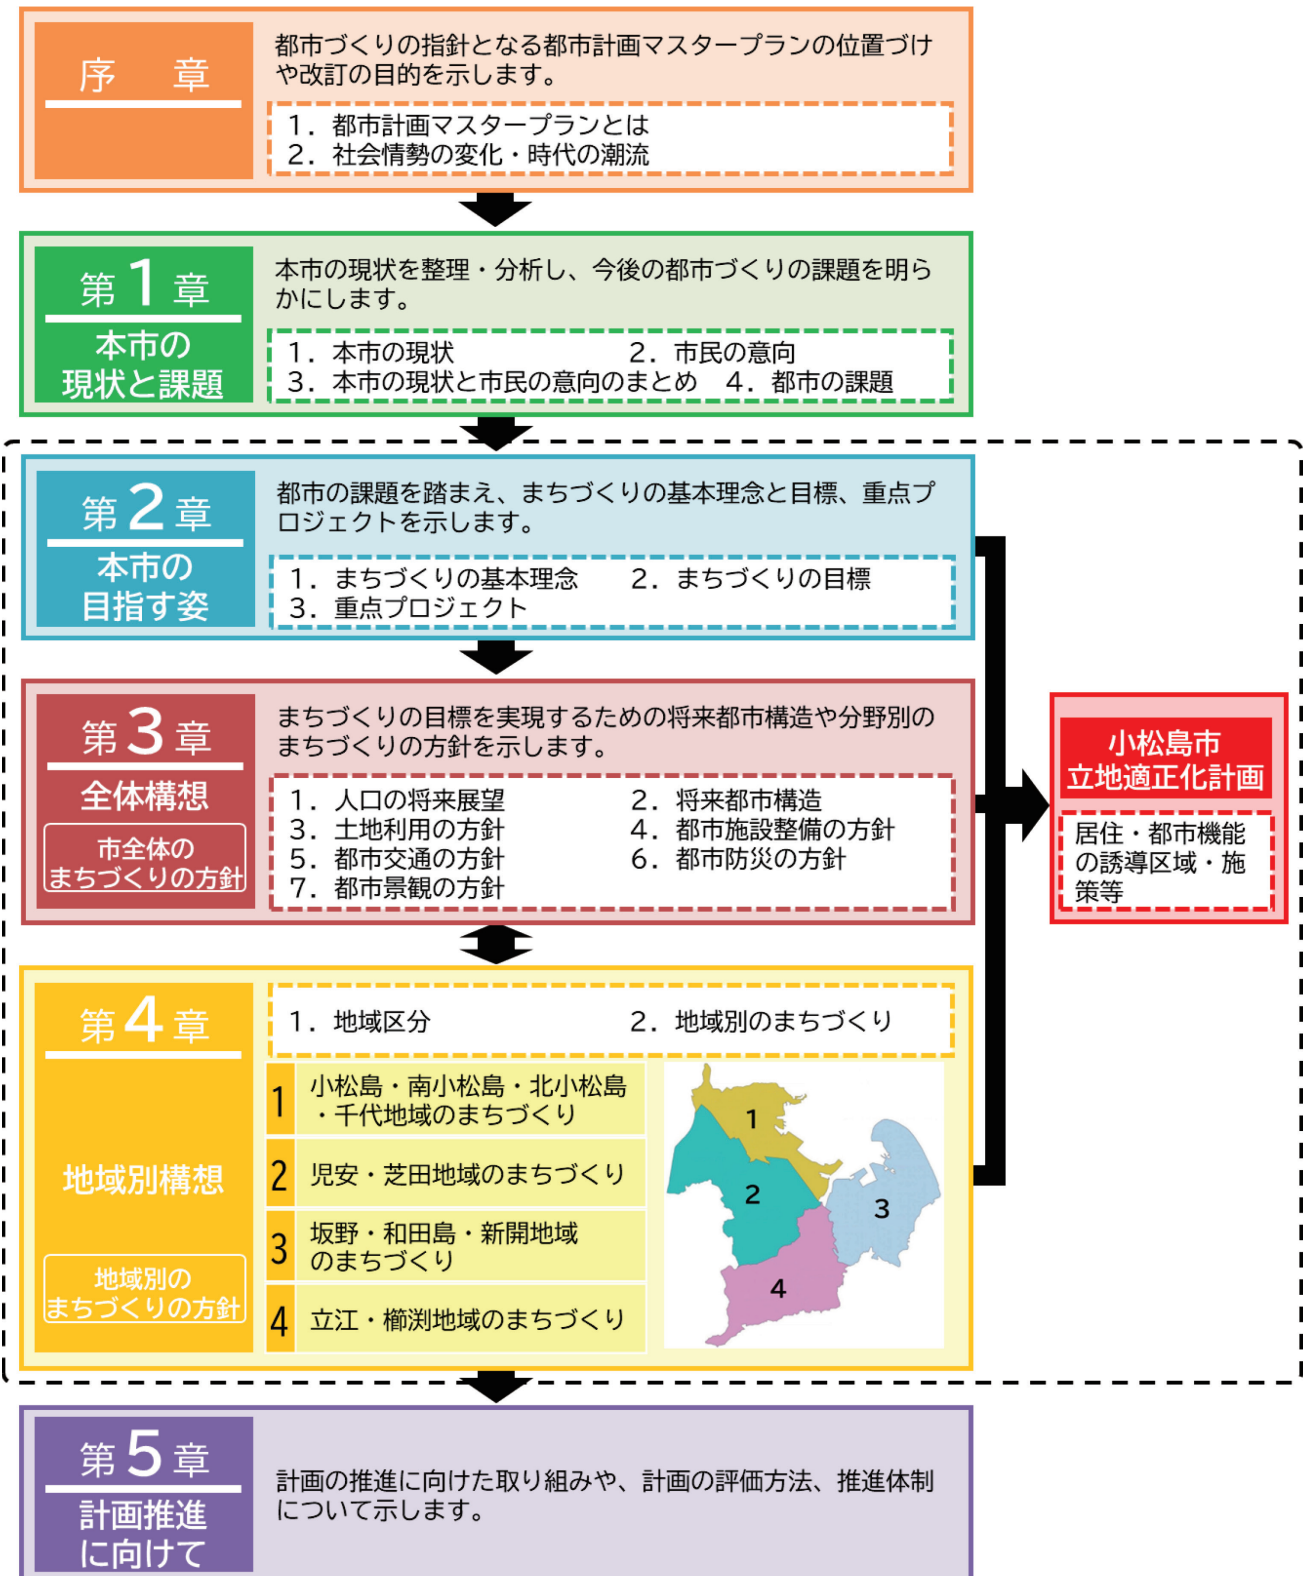 序　章
都市づくりの指針となる都市計画マスタープランの位置づけ
や改訂の目的を示します。
1．都市計画マスタープランとは
2．社会情勢の変化・時代の潮流
第1章
本市の
現状と課題
本市の現状を整理・分析し、今後の都市づくりの課題を明ら
かにします。
1．本市の現状　2．市民の意向
3．本市の現状と市民の意向のまとめ　4．都市の課題
第2章
本市の
目指す姿
都市の課題を踏まえ、まちづくりの基本理念と目標、重点プ
ロジェクトを示します。
1．まちづくりの基本理念　2．まちづくりの目標
3．重点プロジェクト
第3章
全体構想
市全体の
まちづくりの方針
まちづくりの目標を実現するための将来都市構造や分野別の
まちづくりの方針を示します。
1．人口の将来展望　2．将来都市構造
3．土地利用の方針　4．都市施設整備の方針
5．都市交通の方針　6．都市防災の方針
7．都市景観の方針
小松島市
立地適正化計画
居住・都市機能
の誘導区域・施
策等
第4章
地域別構想
地域別の
まちづくりの方針
1．地域区分　2．地域別のまちづくり
1 小松島・南小松島・北小松島
・千代地域のまちづくり
2 児安・芝田地域のまちづくり
3 坂野・和田島・新開地域
のまちづくり
4 立江・櫛渕地域のまちづくり
1
2
3
4
第5章
計画推進
に向けて
計画の推進に向けた取り組みや、計画の評価方法、推進体制
について示します。